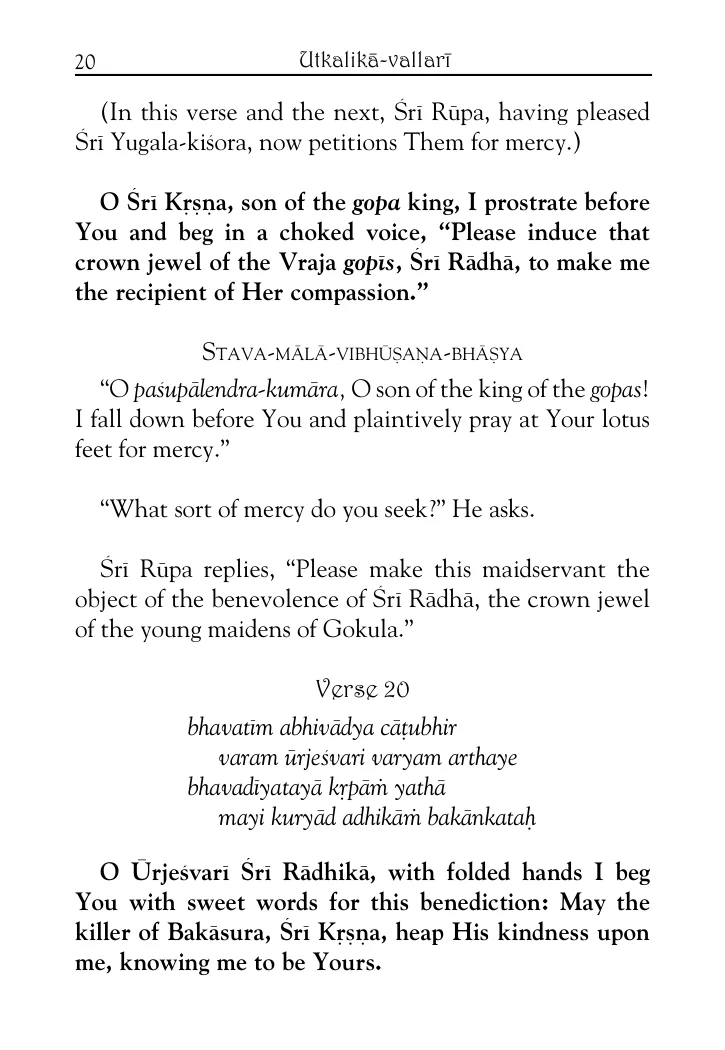 20
Utkalikā-vallarī
(In this verse and the next, Śrī Rūpa, having pleased
Śrī Yugala-kiśora, now petitions Them for mercy.)
O Śrī Kṛṣṇa, son of the gopa king, I prostrate before
You and beg in a choked voice, “Please induce that
crown jewel of the Vraja gopīs, Śrī Rādhā, to make me
the recipient of Her compassion.”
Stava-mālā-vibhūṣaṇa-bhāṣya
“O paśupālendra-kumāra, O son of the king of the gopas!
I fall down before You and plaintively pray at Your lotus
feet for mercy.”
“What sort of mercy do you seek?” He asks.
Śrī Rūpa replies, “Please make this maidservant the
object of the benevolence of Śrī Rādhā, the crown jewel
of the young maidens of Gokula.”
Verse 20
bhavatīm abhivādya cāṭubhir
varam ūrjeśvari varyam arthaye
bhavadīyatayā kṛpāṁ yathā
mayi kuryād adhikāṁ bakānkataḥ
O Ūrjeśvarī Śrī Rādhikā, with folded hands I beg
You with sweet words for this benediction: May the
killer of Bakāsura, Śrī Kṛṣṇa, heap His kindness upon
me, knowing me to be Yours.